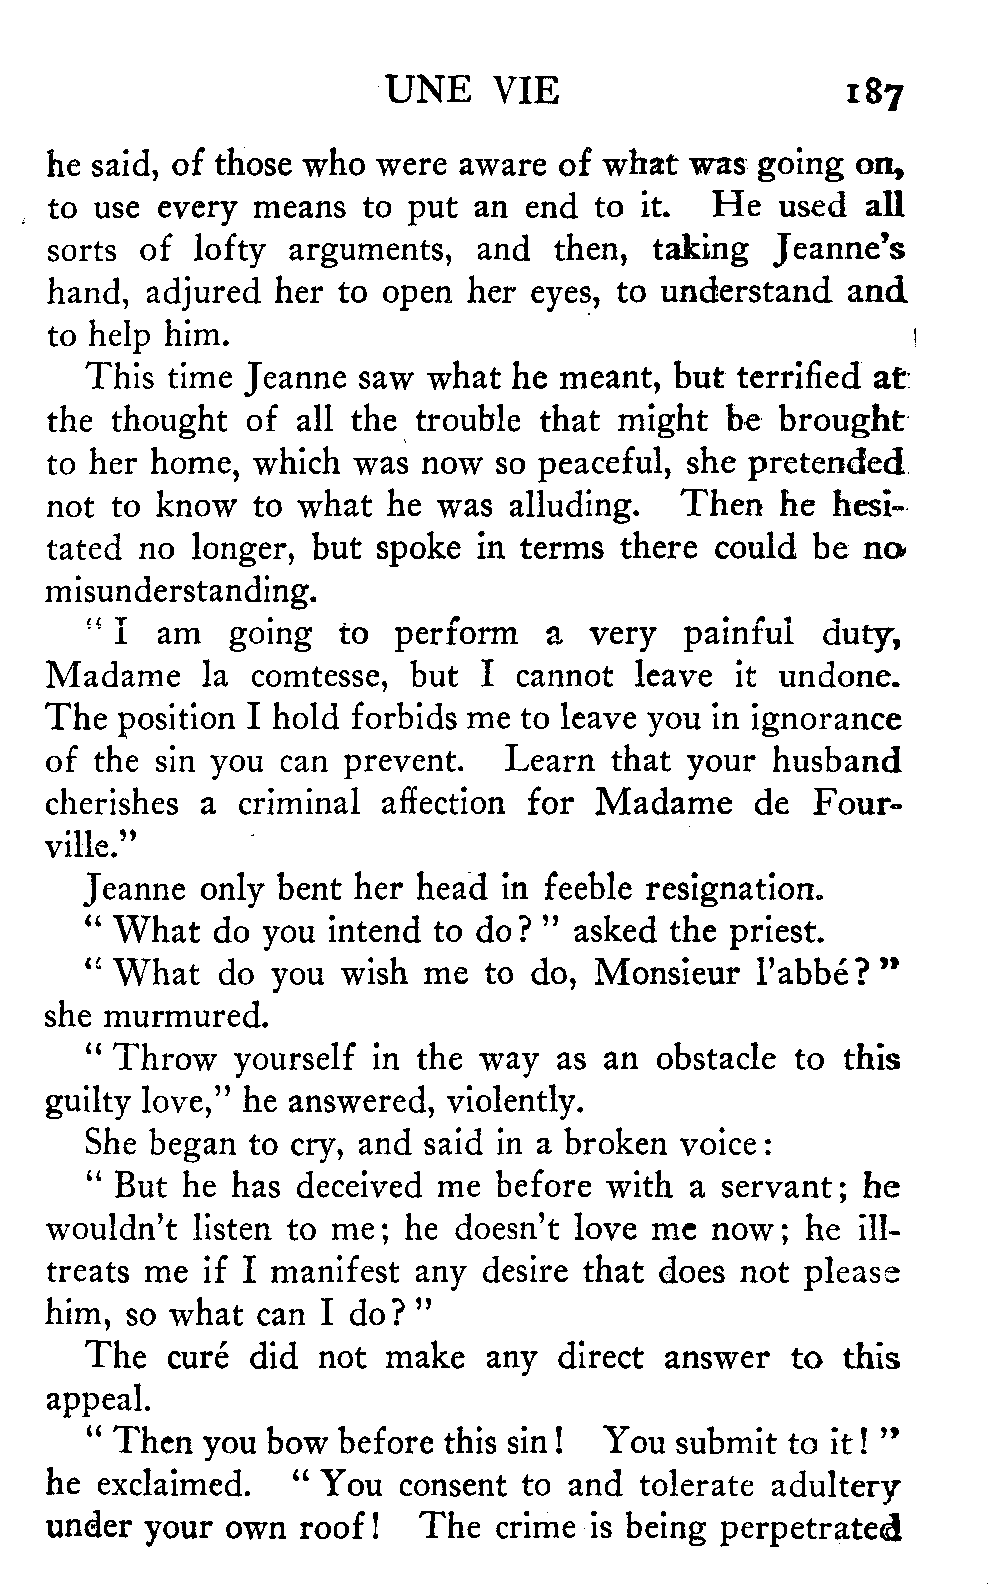 UNE VIE 187
he said, of those who were aware of what was going on,
to use every means to put an end to it. He used all
sorts of lofty arguments, and then, taking Jeanne's
hand, adjured her to open her eyes, to understand and
to help him.
This time Jeanne saw what he meant, but terrified at
the thought of all the trouble that might be brought
to her home, which was now so peaceful, she pretended
not to know to what he was alluding. Then he hesi-
tated no longer, but spoke in terms there could be no
misunderstanding.
"I am going to perform a very painful duty,
Madame la comtesse, but I cannot leave it undone.
The position I hold forbids me to leave you in ignorance
of the sin you can prevent. Learn that your husband
cherishes a criminal affection for Madame de Four-
ville."
Jeanne only bent her head in feeble resignation.
"What do you intend to do?" asked the priest.
"What do you wish me to do, Monsieur l'abbé?"
she murmured.
"Throw yourself in the way as an obstacle to this
guilty love," he answered, violently.
She began to cry, and said in a broken voice:
"But he has deceived me before with a servant; he
wouldn't listen to me; he doesn't love me now; he ill-
treats me if I manifest any desire that does not please
him, so what can I do?"
The curé did not make any direct answer to this
appeal.
"Then you bow before this sin! You submit to it!"
he exclaimed. "You consent to and tolerate adultery
under your own roof! The crime is being perpetrated